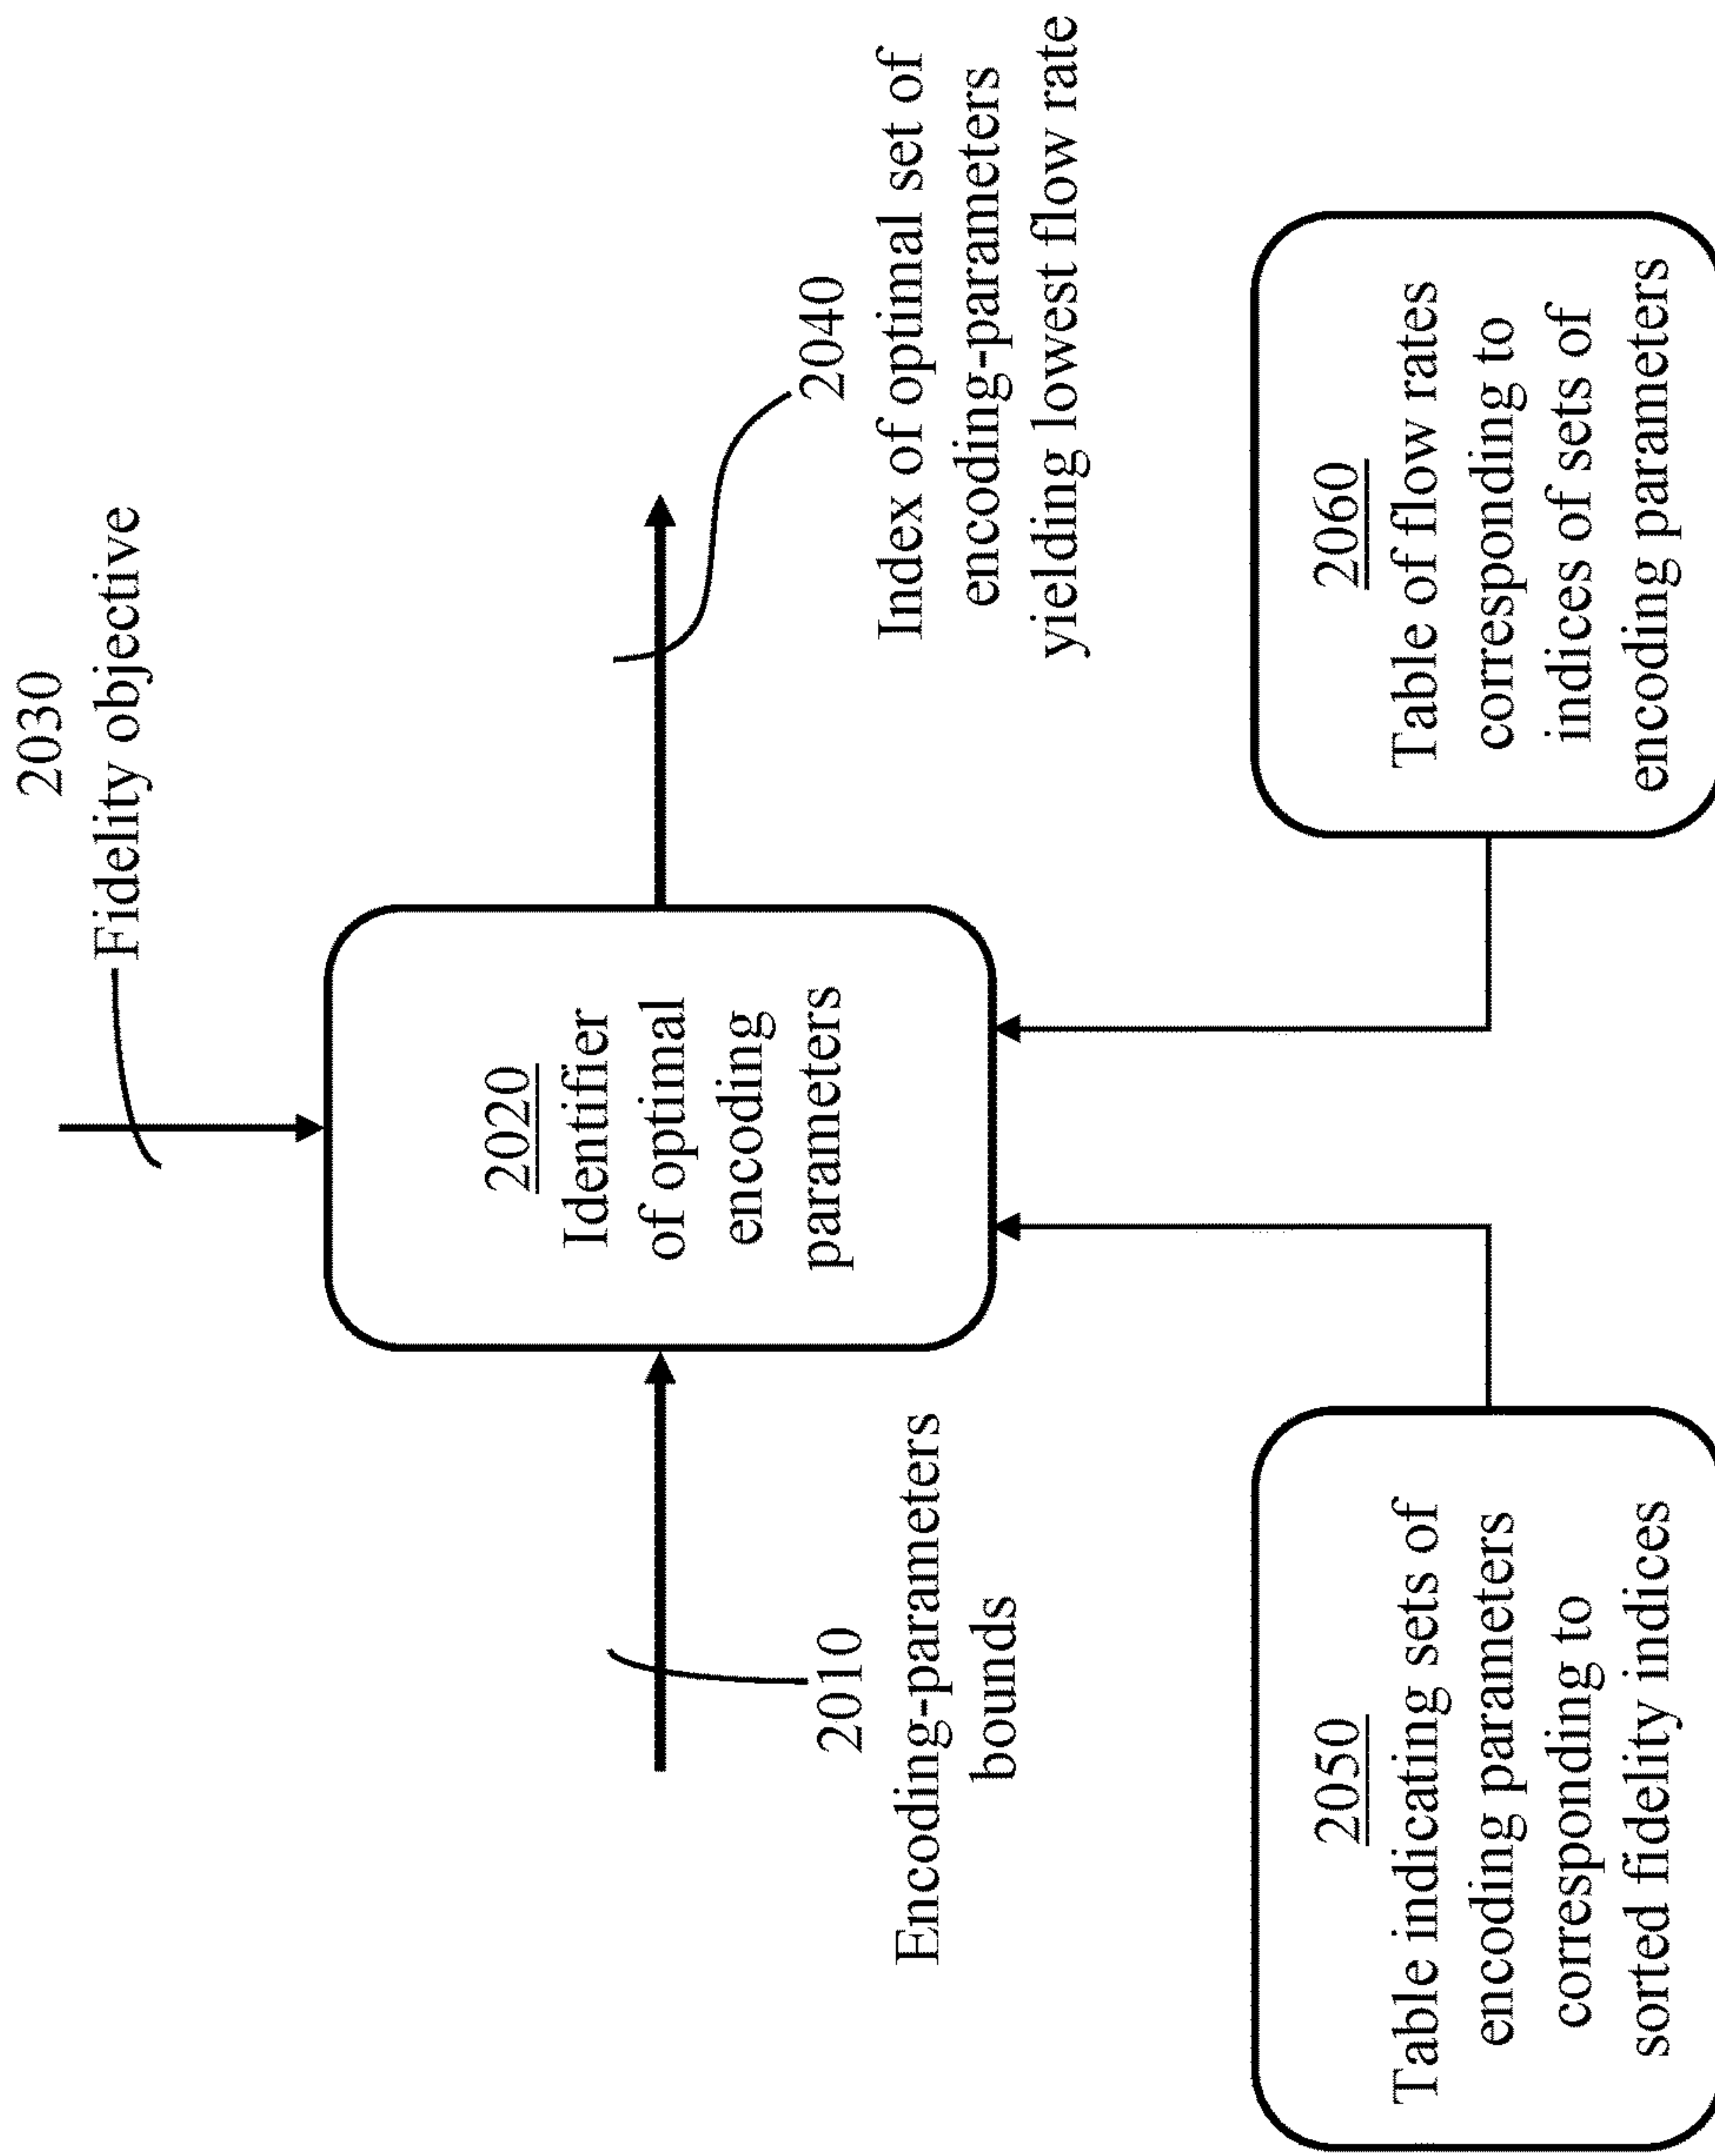 2030
Fidelity objective
2020
Identifier
of optimal
encoding
parameters
2010
Encoding-parameters
bounds
2040
Index of optimal set of
encoding-parameters
yielding lowest flow rate
2050
Table indicating sets of
encoding parameters
corresponding to
sorted fidelity indices
2060
Table of flow rates
corresponding to
indices of sets of
encoding parameters